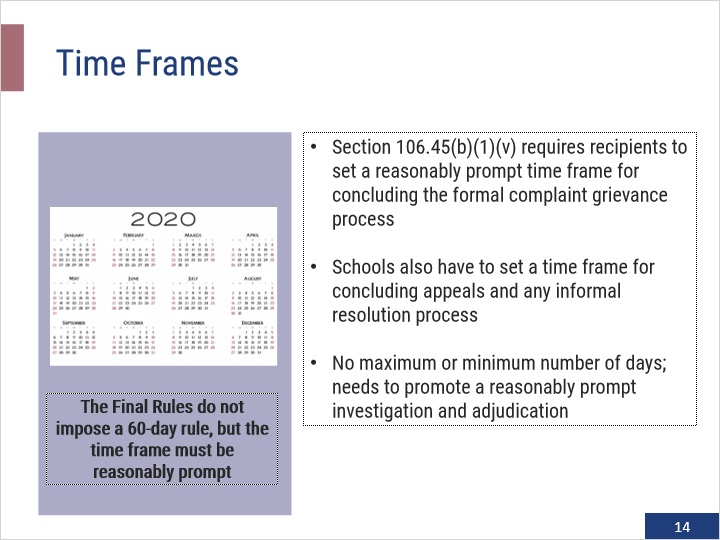 Time Frames
2020
JANUARY FEBRUARY MARCH APRIL
MAY JUNE JULY AUGUST
SEPTEMBER OCTOBER NOVEMBER DECEMBER
The Final Rules do not
impose a 60-day rule, but the
time frame must be
reasonably prompt
• Section 106.45(b)(1)(v) requires recipients to
set a reasonably prompt time frame for
concluding the formal complaint grievance
process
• Schools also have to set a time frame for
concluding appeals and any informal
resolution process
• No maximum or minimum number of days;
needs to promote a reasonably prompt
investigation and adjudication
14